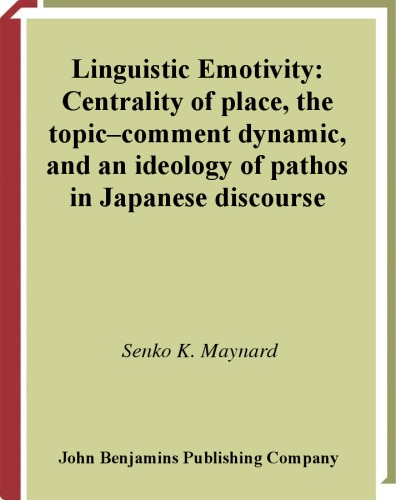 Linguistic Emotivity:
Centrality of place, the
topic–comment dynamic,
and an ideology of pathos
in Japanese discourse
Senko K. Maynard
John Benjamins Publishing Company